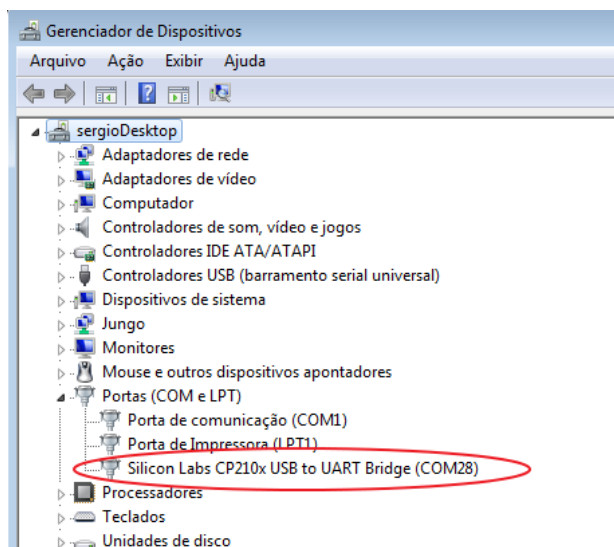 Gerenciador de Dispositivos
Arquivo Ação Exibir Ajuda
sergioDesktop
Adaptadores de rede
Adaptadores de vídeo
Computador
Controladores de som, vídeo e jogos
Controladores IDE ATA/ATAPI
Controladores USB (barramento serial universal)
Dispositivos de sistema
Jungo
Monitores
Mouse e outros dispositivos apontadores
Portas (COM e LPT)
Porta de comunicação (COM1)
Porta de Impressora (LPT1)
Silicon Labs CP210x USB to UART Bridge (COM28)
Processadores
Teclados
Unidades de disco